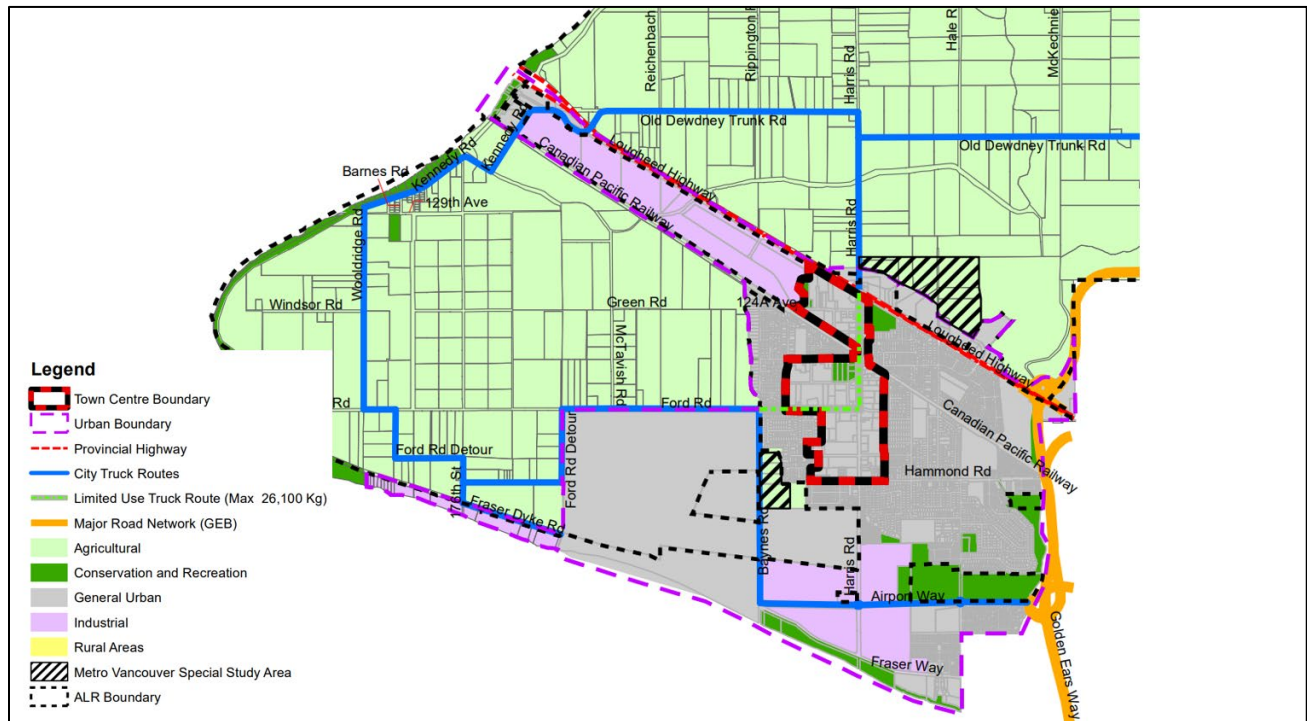 Reichenbach
Rippington R
Harris Rd
Hale R
McKechnie
Old Dewdney Trunk Rd
Old Dewdney Trunk Rd
Kennedy R
Kennedy Rd
Lougheed Highway
Canadian Pacific Railway
Barnes Rd
129th Ave
Harris Rd
Wooldridge Rd
Windsor Rd
Green Rd
124A Ave
McTavish Rd
Lougheed Highway
Rd
Ford Rd
Canadian Pacific Railway
Ford Rd Detour
Ford Rd Detour
Hammond Rd
176th St
Fraser Dyke Rd
Baynes Rd
Harris Rd
Airport Way
Golden Ears Way
Fraser Way
Legend
Town Centre Boundary
Urban Boundary
Provincial Highway
City Truck Routes
Limited Use Truck Route (Max 26,100 Kg)
Major Road Network (GEB)
Agricultural
Conservation and Recreation
General Urban
Industrial
Rural Areas
Metro Vancouver Special Study Area
ALR Boundary